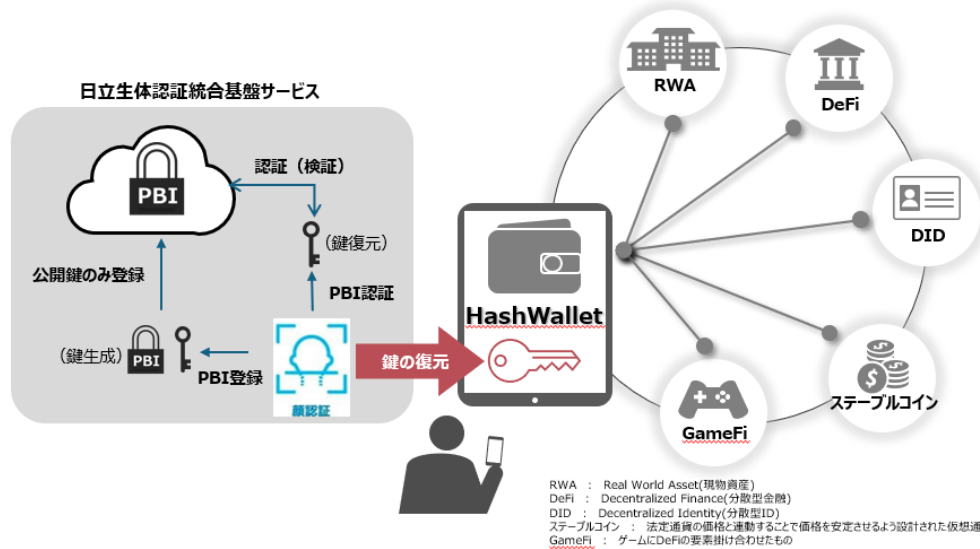 日立生体認証統合基盤サービス
PBI
認証（検証）
（鍵復元）
公開鍵のみ登録
PBI認証
（鍵生成）
PBI
PBI登録
顔認証
鍵の復元
HashWallet
RWA
DeFi
DID
ステーブルコイン
GameFi
RWA ： Real World Asset(現物資産)
DeFi ： Decentralized Finance(分散型金融)
DID ： Decentralized Identity(分散型ID)
ステーブルコイン ： 法定通貨の価格と連動することで価格を安定させるよう設計された仮想通
GameFi ： ゲームにDeFiの要素掛け合わせたもの